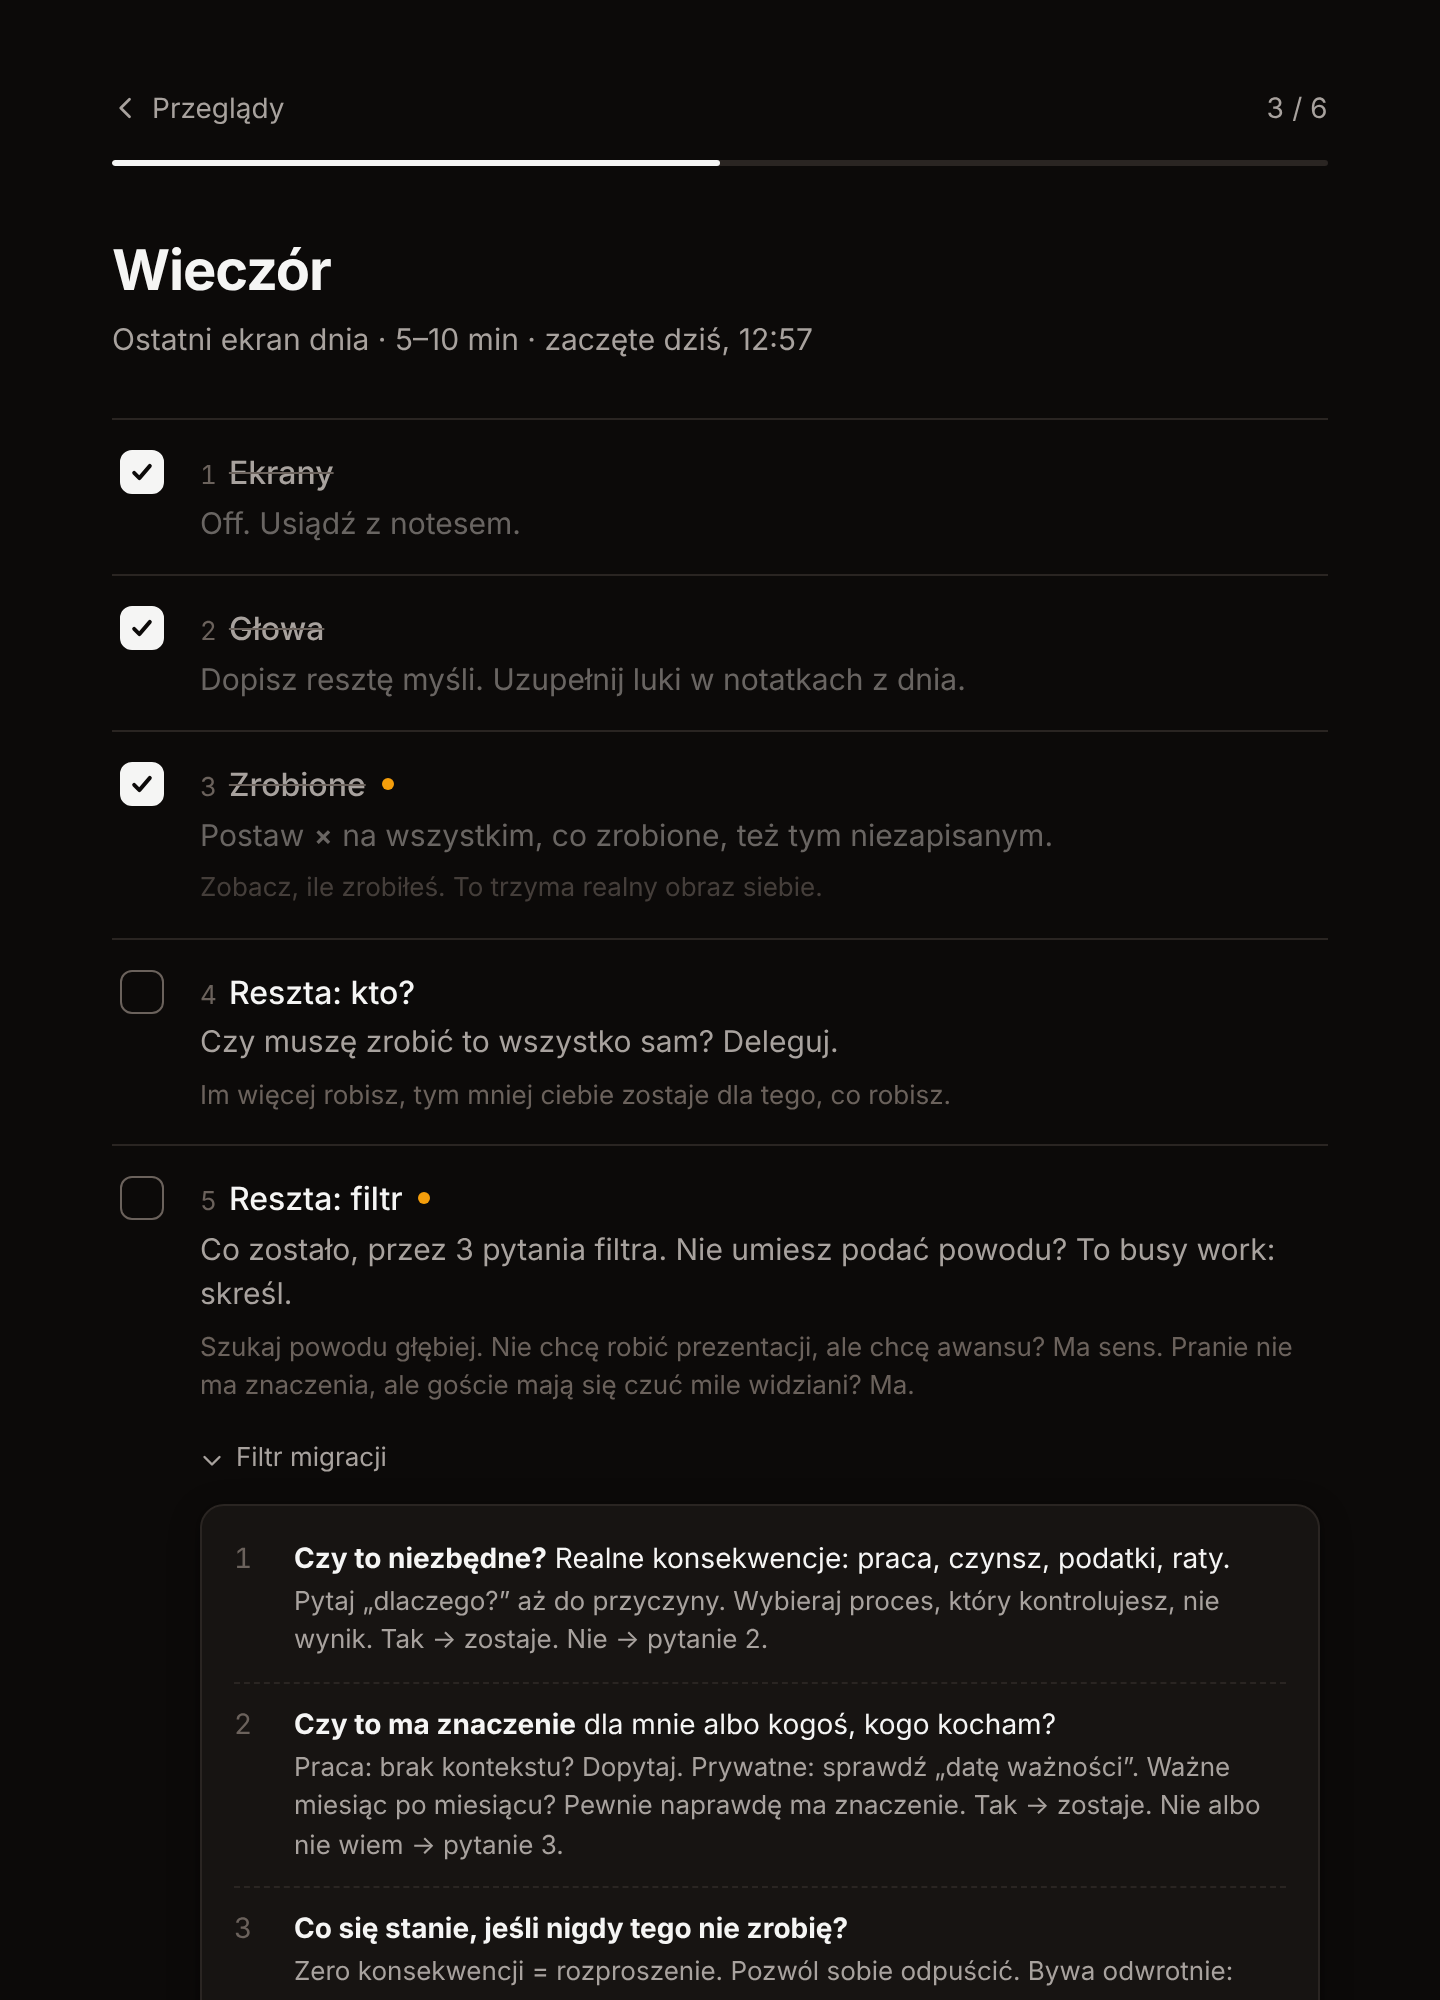 Przeglądy
3 / 6
Wieczór
Ostatni ekran dnia · 5–10 min · zaczęte dziś, 12:57
1 Ekrany
Off. Usiądź z notesem.
2 Głowa
Dopisz resztę myśli. Uzupełnij luki w notatkach z dnia.
3 Zrobione
Postaw × na wszystkim, co zrobione, też tym niezapisanym.
Zobacz, ile zrobiłeś. To trzyma realny obraz siebie.
4 Reszta: kto?
Czy muszę zrobić to wszystko sam? Deleguj.
Im więcej robisz, tym mniej ciebie zostaje dla tego, co robisz.
5 Reszta: filtr
Co zostało, przez 3 pytania filtra. Nie umiesz podać powodu? To busy work:
skreśl.
Szukaj powodu głębiej. Nie chcę robić prezentacji, ale chcę awansu? Ma sens. Pranie nie
ma znaczenia, ale goście mają się czuć mile widziani? Ma.
Filtr migracji
1 Czy to niezbędne? Realne konsekwencje: praca, czynsz, podatki, raty.
Pytaj „dlaczego?” aż do przyczyny. Wybieraj proces, który kontrolujesz, nie
wynik. Tak → zostaje. Nie → pytanie 2.
2 Czy to ma znaczenie dla mnie albo kogoś, kogo kocham?
Praca: brak kontekstu? Dopytaj. Prywatne: sprawdź „datę ważności”. Ważne
miesiąc po miesiącu? Pewnie naprawdę ma znaczenie. Tak → zostaje. Nie albo
nie wiem → pytanie 3.
3 Co się stanie, jeśli nigdy tego nie zrobię?
Zero konsekwencji = rozproszenie. Pozwól sobie odpuścić. Bywa odwrotnie: